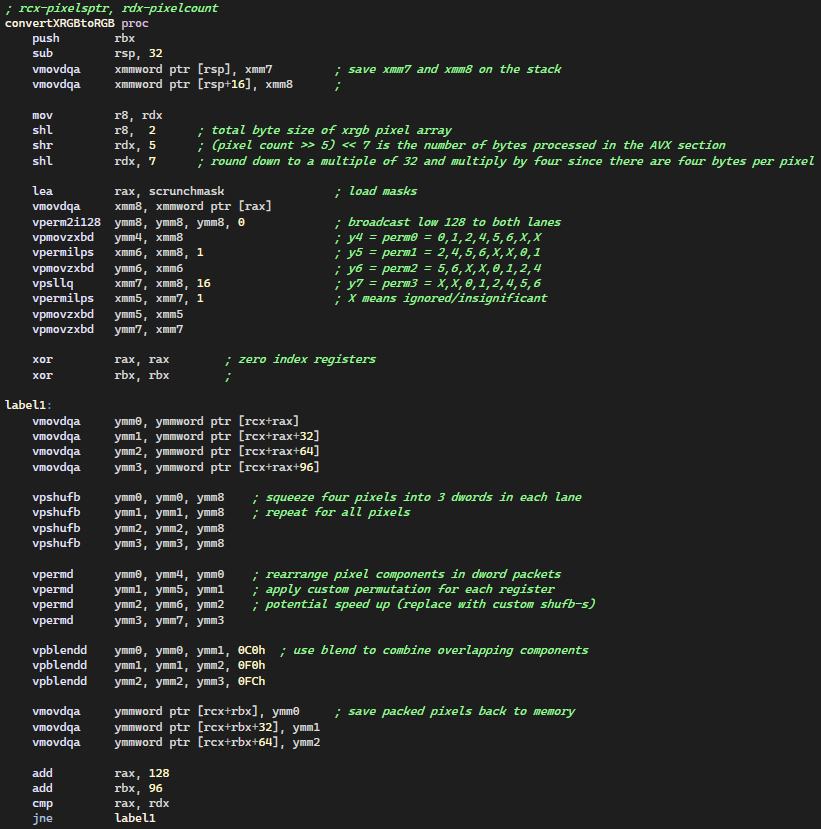 ; rcx-pixelsptr, rdx-pixelcount
convertXRGBtoRGB proc
push rbx
sub rsp, 32
vmovdqa xmmword ptr [rsp], xmm7 ; save xmm7 and xmm8 on the stack
vmovdqa xmmword ptr [rsp+16], xmm8 ;
mov r8, rdx
shl r8, 2 ; total byte size of xrgb pixel array
shr rdx, 5 ; (pixel count >> 5) << 7 is the number of bytes processed in the AVX section
shl rdx, 7 ; round down to a multiple of 32 and multiply by four since there are four bytes per pixel
lea rax, scrunchmask ; load masks
vmovdqa xmm8, xmmword ptr [rax]
vperm2i128 ymm8, ymm8, ymm8, 0 ; broadcast low 128 to both lanes
vpmovzxbd ymm4, xmm8 ; y4 = perm0 = 0,1,2,4,5,6,X,X
vpermilps xmm6, xmm8, 1 ; y5 = perm1 = 2,4,5,6,X,X,0,1
vpmovzxbd ymm6, xmm6 ; y6 = perm2 = 5,6,X,X,0,1,2,4
vpsllq xmm7, xmm8, 16 ; y7 = perm3 = X,X,0,1,2,4,5,6
vpermilps xmm5, xmm7, 1 ; X means ignored/insignificant
vpmovzxbd ymm5, xmm5
vpmovzxbd ymm7, xmm7
xor rax, rax ; zero index registers
xor rbx, rbx ;
label1:
vmovdqa ymm0, ymmword ptr [rcx+rax]
vmovdqa ymm1, ymmword ptr [rcx+rax+32]
vmovdqa ymm2, ymmword ptr [rcx+rax+64]
vmovdqa ymm3, ymmword ptr [rcx+rax+96]
vpshufb ymm0, ymm0, ymm8 ; squeeze four pixels into 3 dwords in each lane
vpshufb ymm1, ymm1, ymm8 ; repeat for all pixels
vpshufb ymm2, ymm2, ymm8
vpshufb ymm3, ymm3, ymm8
vpermd ymm0, ymm4, ymm0 ; rearrange pixel components in dword packets
vpermd ymm1, ymm5, ymm1 ; apply custom permutation for each register
vpermd ymm2, ymm6, ymm2 ; potential speed up (replace with custom shufb-s)
vpermd ymm3, ymm7, ymm3
vpblendd ymm0, ymm0, ymm1, 0C0h ; use blend to combine overlapping components
vpblendd ymm1, ymm1, ymm2, 0F0h
vpblendd ymm2, ymm2, ymm3, 0FCh
vmovdqa ymmword ptr [rcx+rbx], ymm0 ; save packed pixels back to memory
vmovdqa ymmword ptr [rcx+rbx+32], ymm1
vmovdqa ymmword ptr [rcx+rbx+64], ymm2
add rax, 128
add rbx, 96
cmp rax, rdx
jne label1